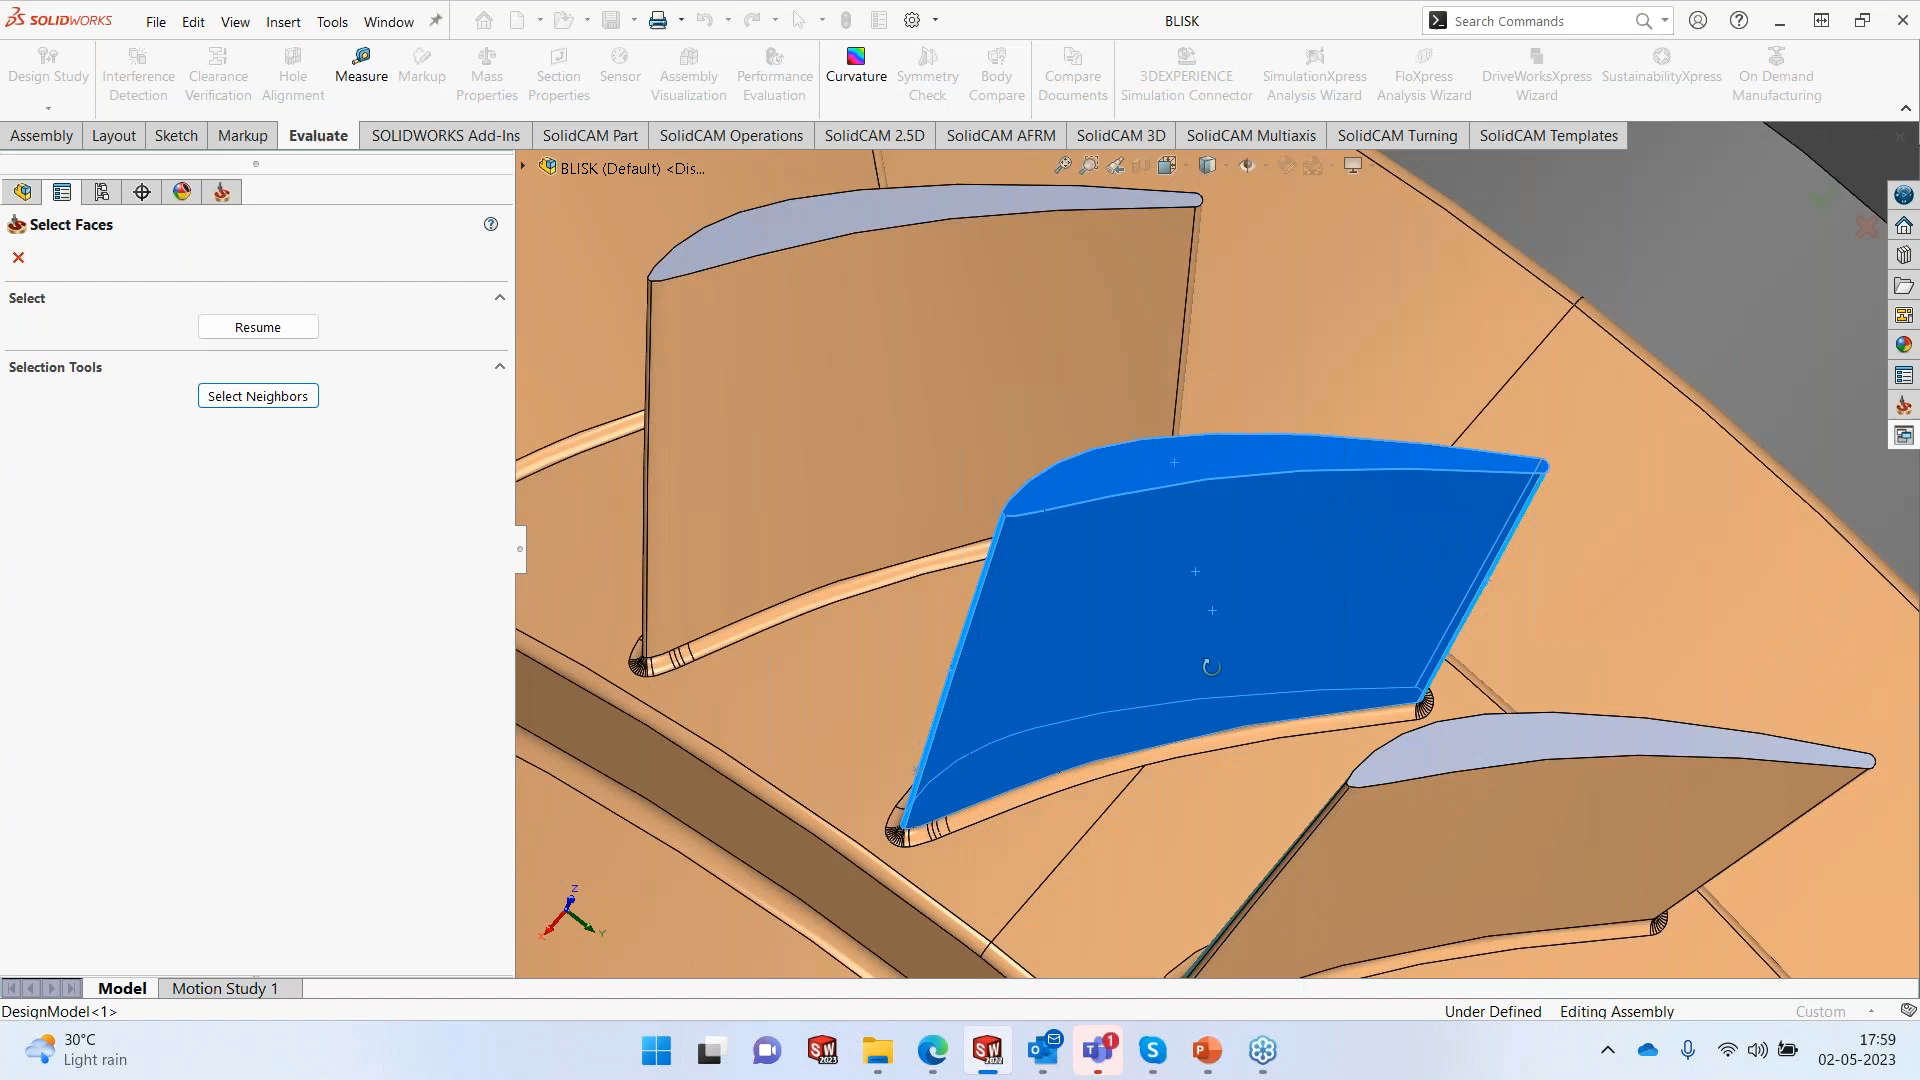 SOLIDWORKS File Edit View Insert Tools Window BLISK Search Commands
Design Study Interference Detection Clearance Verification Hole Alignment Measure Markup Mass Properties Section Properties Sensor Assembly Visualization Performance Evaluation Curvature Symmetry Check Body Compare Compare Documents 3DEXPERIENCE Simulation Connector SimulationXpress Analysis Wizard FloXpress Analysis Wizard DriveWorksXpress Wizard SustainabilityXpress On Demand Manufacturing
Assembly Layout Sketch Markup Evaluate SOLIDWORKS Add-Ins SolidCAM Part SolidCAM Operations SolidCAM 2.5D SolidCAM AFRM SolidCAM 3D SolidCAM Multiaxis SolidCAM Turning SolidCAM Templates
BLISK (Default) <Dis...
Select Faces
Select
Resume
Selection Tools
Select Neighbors
Z
X
Y
Model Motion Study 1
DesignModel<1> Under Defined Editing Assembly Custom
30°C
Light rain
SW
2023
SW
1
17:59
02-05-2023